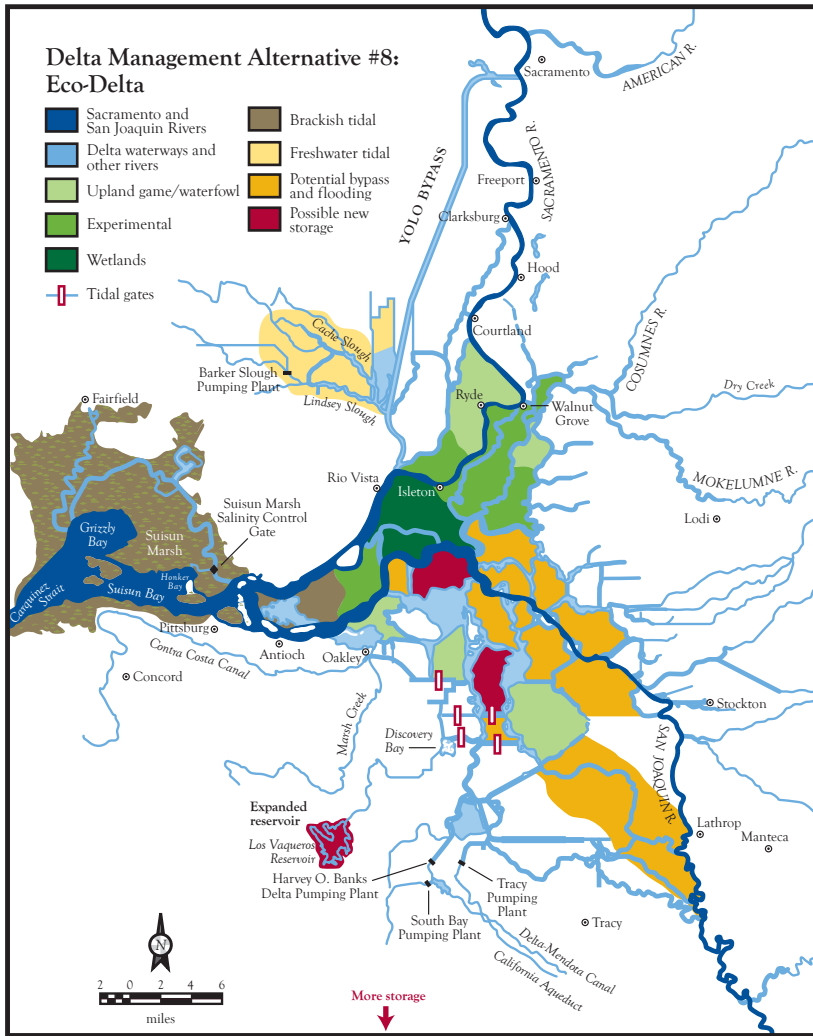 Delta Management Alternative #8:
Eco-Delta
Sacramento and
San Joaquin Rivers
Delta waterways and
other rivers
Upland game/waterfowl
Experimental
Wetlands
Tidal gates
Brackish tidal
Freshwater tidal
Potential bypass
and flooding
Possible new
storage
Sacramento
AMERICAN R.
YOLO BYPASS
SACRAMENTO R.
Freeport
Clarksburg
Hood
Courtland
COSUMNES R.
Cache Slough
Barker Slough
Pumping Plant
Lindsey Slough
Fairfield
Ryde
Walnut
Grove
Dry Creek
MOKELUMNE R.
Rio Vista
Isleton
Lodi
Suisun Marsh
Salinity Control
Gate
Grizzly
Bay
Suisun
Marsh
Honker
Bay
Suisun Bay
Carquinez
Strait
Pittsburg
Antioch
Oakley
Contra Costa Canal
Concord
Marsh Creek
Discovery
Bay
Stockton
SAN JOAQUIN R.
Expanded
reservoir
Los Vaqueros
Reservoir
Lathrop
Manteca
Harvey O. Banks
Delta Pumping Plant
Tracy
Pumping
Plant
South Bay
Pumping Plant
Tracy
Delta-Mendota Canal
California Aqueduct
N
2 0 2 4 6
miles
More storage